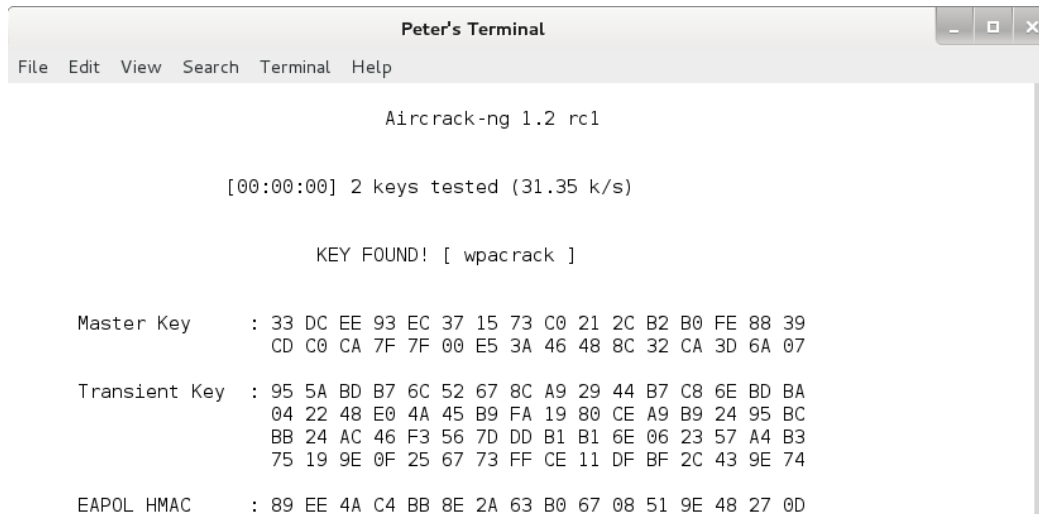 Peter's Terminal
File Edit View Search Terminal Help
Aircrack-ng 1.2 rc1
[00:00:00] 2 keys tested (31.35 k/s)
KEY FOUND! [ wpacrack ]
Master Key : 33 DC EE 93 EC 37 15 73 C0 21 2C B2 B0 FE 88 39
CD C0 CA 7F 7F 00 E5 3A 46 48 8C 32 CA 3D 6A 07
Transient Key : 95 5A BD B7 6C 52 67 8C A9 29 44 B7 C8 6E BD BA
04 22 48 E0 4A 45 B9 FA 19 80 CE A9 B9 24 95 BC
BB 24 AC 46 F3 56 7D DD B1 B1 6E 06 23 57 A4 B3
75 19 9E 0F 25 67 73 FF CE 11 DF BF 2C 43 9E 74
EAPOL HMAC : 89 EE 4A C4 BB 8E 2A 63 B0 67 08 51 9E 48 27 0D